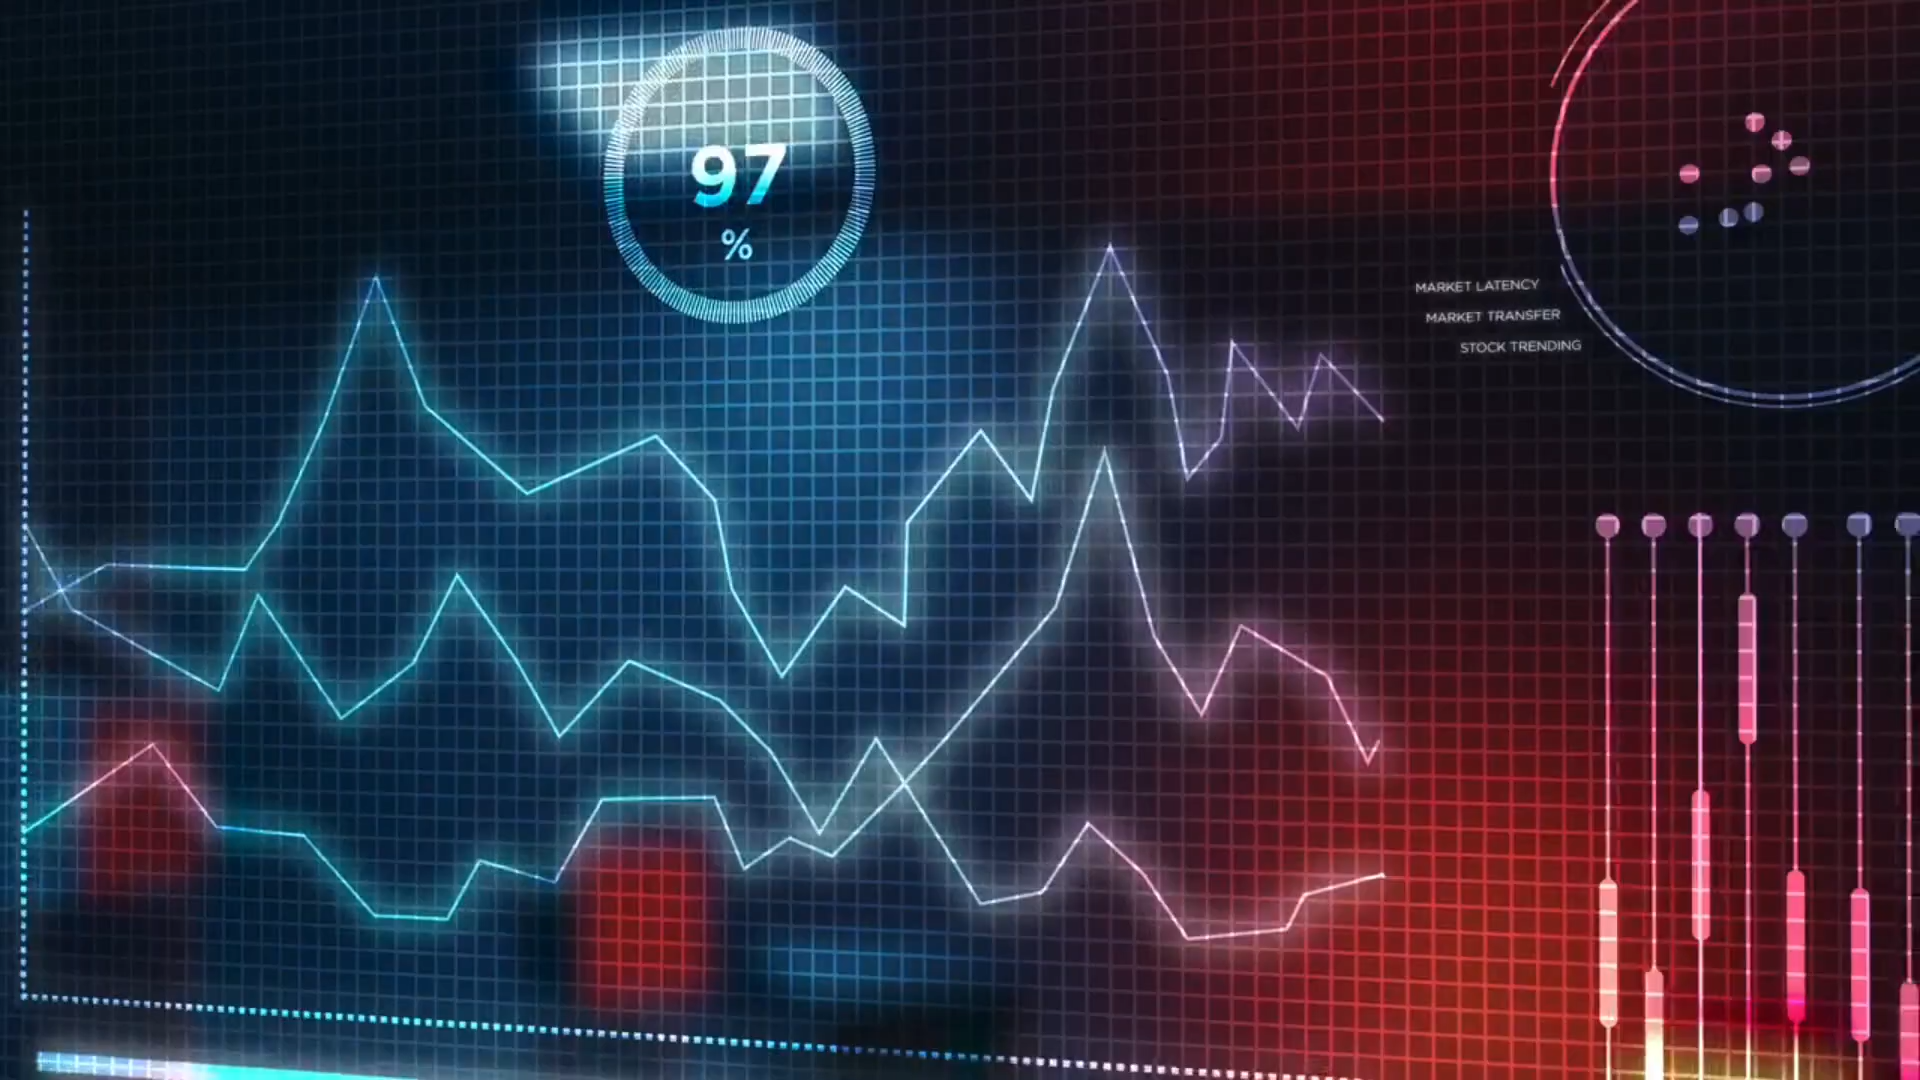 97
%
MARKET LATENCY
MARKET TRANSFER
STOCK TRENDING